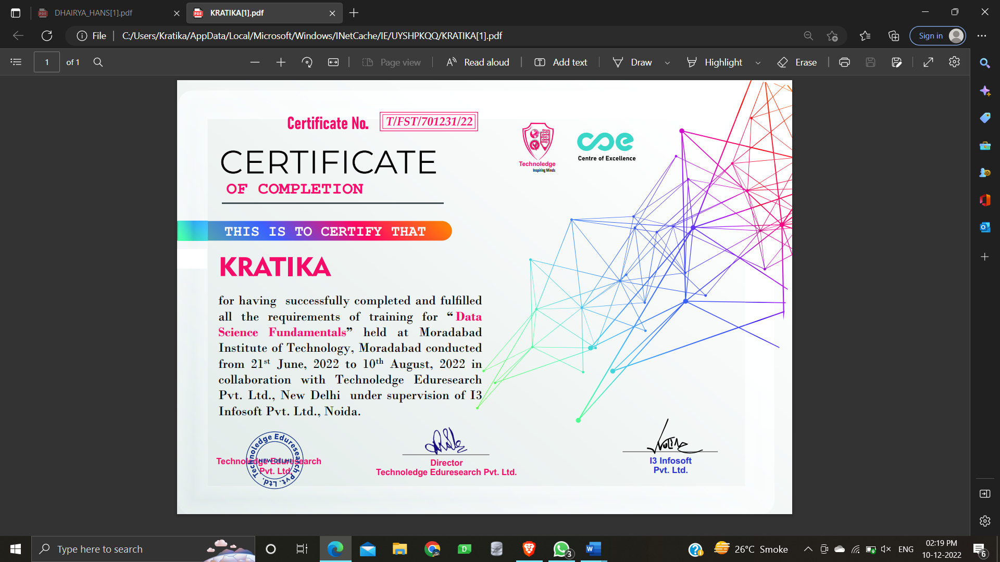 DHAIRYA_HANS[1].pdf
KRATIKA[1].pdf
File
C:/Users/Kratika/AppData/Local/Microsoft/Windows/INetCache/IE/UYSHPKQQ/KRATIKA[1].pdf
Sign in
1 of 1
Page view
Read aloud
Add text
Draw
Highlight
Erase
Certificate No. T/FST/701231/22
Technoledge
Inspiring Minds
coe
Centre of Excellence
CERTIFICATE
OF COMPLETION
THIS IS TO CERTIFY THAT
KRATIKA
for having successfully completed and fulfilled
all the requirements of training for “Data
Science Fundamentals” held at Moradabad
Institute of Technology, Moradabad conducted
from 21st June, 2022 to 10th August, 2022 in
collaboration with Technoledge Eduresearch
Pvt. Ltd., New Delhi under supervision of I3
Infosoft Pvt. Ltd., Noida.
Technoledge Eduresearch Pvt. Ltd.
NEW DELHI
Technoledge Eduresearch
Pvt. Ltd.
Director
Technoledge Eduresearch Pvt. Ltd.
I3 Infosoft
Pvt. Ltd.
Type here to search
3
26°C Smoke
ENG
02:19 PM
10-12-2022
6